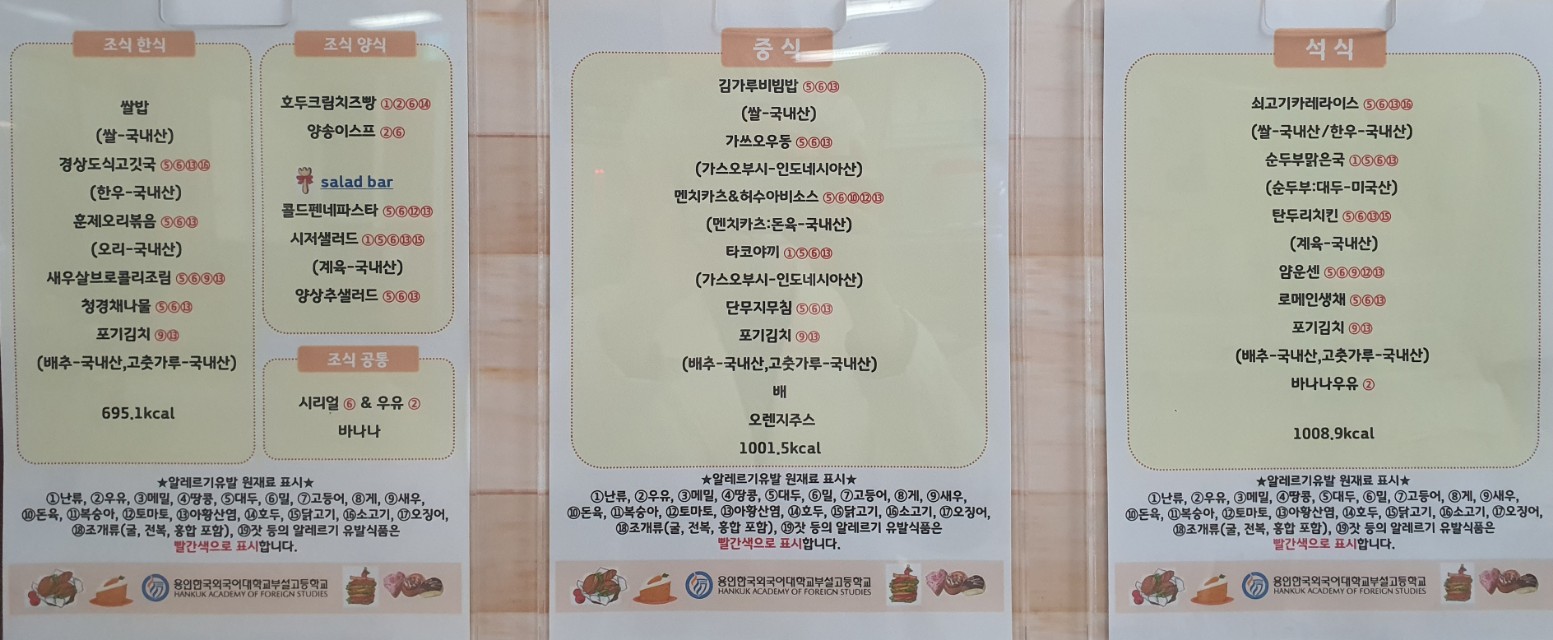 조식 한식
쌀밥
(쌀-국내산)
경상도식고깃국 ⑤⑥⑬⑯
(한우-국내산)
훈제오리볶음 ⑤⑥⑬
(오리-국내산)
새우살브로콜리조림 ⑤⑥⑨⑬
청경채나물 ⑤⑥⑬
포기김치 ⑨⑬
(배추-국내산,고춧가루-국내산)
695.1kcal
조식 양식
호두크림치즈빵 ①②⑥⑭
양송이스프 ②⑥
salad bar
콜드펜네파스타 ⑤⑥⑫⑬
시저샐러드 ①⑤⑥⑬⑮
(계육-국내산)
양상추샐러드 ⑤⑥⑬
조식 공통
시리얼 ⑥ & 우유 ②
바나나
★알레르기유발 원재료 표시★
①난류, ②우유, ③메밀, ④땅콩, ⑤대두, ⑥밀, ⑦고등어, ⑧게, ⑨새우,
⑩돈육, ⑪복숭아, ⑫토마토, ⑬아황산염, ⑭호두, ⑮닭고기, ⑯소고기, ⑰오징어,
⑱조개류(굴, 전복, 홍합 포함), ⑲잣 등의 알레르기 유발식품은
빨간색으로 표시합니다.
용인한국외국어대학교부설고등학교
HANKUK ACADEMY OF FOREIGN STUDIES
중식
김가루비빔밥 ⑤⑥⑬
(쌀-국내산)
가쓰오우동 ⑤⑥⑬
(가스오부시-인도네시아산)
멘치카츠&허수아비소스 ⑤⑥⑩⑫⑬
(멘치카츠:돈육-국내산)
타코야끼 ①⑤⑥⑬
(가스오부시-인도네시아산)
단무지무침 ⑤⑥⑬
포기김치 ⑨⑬
(배추-국내산,고춧가루-국내산)
배
오렌지주스
1001.5kcal
★알레르기유발 원재료 표시★
①난류, ②우유, ③메밀, ④땅콩, ⑤대두, ⑥밀, ⑦고등어, ⑧게, ⑨새우,
⑩돈육, ⑪복숭아, ⑫토마토, ⑬아황산염, ⑭호두, ⑮닭고기, ⑯소고기, ⑰오징어,
⑱조개류(굴, 전복, 홍합 포함), ⑲잣 등의 알레르기 유발식품은
빨간색으로 표시합니다.
용인한국외국어대학교부설고등학교
HANKUK ACADEMY OF FOREIGN STUDIES
석식
쇠고기카레라이스 ⑤⑥⑬⑯
(쌀-국내산/한우-국내산)
순두부맑은국 ①⑤⑥⑬
(순두부:대두-미국산)
탄두리치킨 ⑤⑥⑬⑮
(계육-국내산)
얌운센 ⑤⑥⑨⑫⑬
로메인생채 ⑤⑥⑬
포기김치 ⑨⑬
(배추-국내산,고춧가루-국내산)
바나나우유 ②
1008.9kcal
★알레르기유발 원재료 표시★
①난류, ②우유, ③메밀, ④땅콩, ⑤대두, ⑥밀, ⑦고등어, ⑧게, ⑨새우,
⑩돈육, ⑪복숭아, ⑫토마토, ⑬아황산염, ⑭호두, ⑮닭고기, ⑯소고기, ⑰오징어,
⑱조개류(굴, 전복, 홍합 포함), ⑲잣 등의 알레르기 유발식품은
빨간색으로 표시합니다.
용인한국외국어대학교부설고등학교
HANKUK ACADEMY OF FOREIGN STUDIES